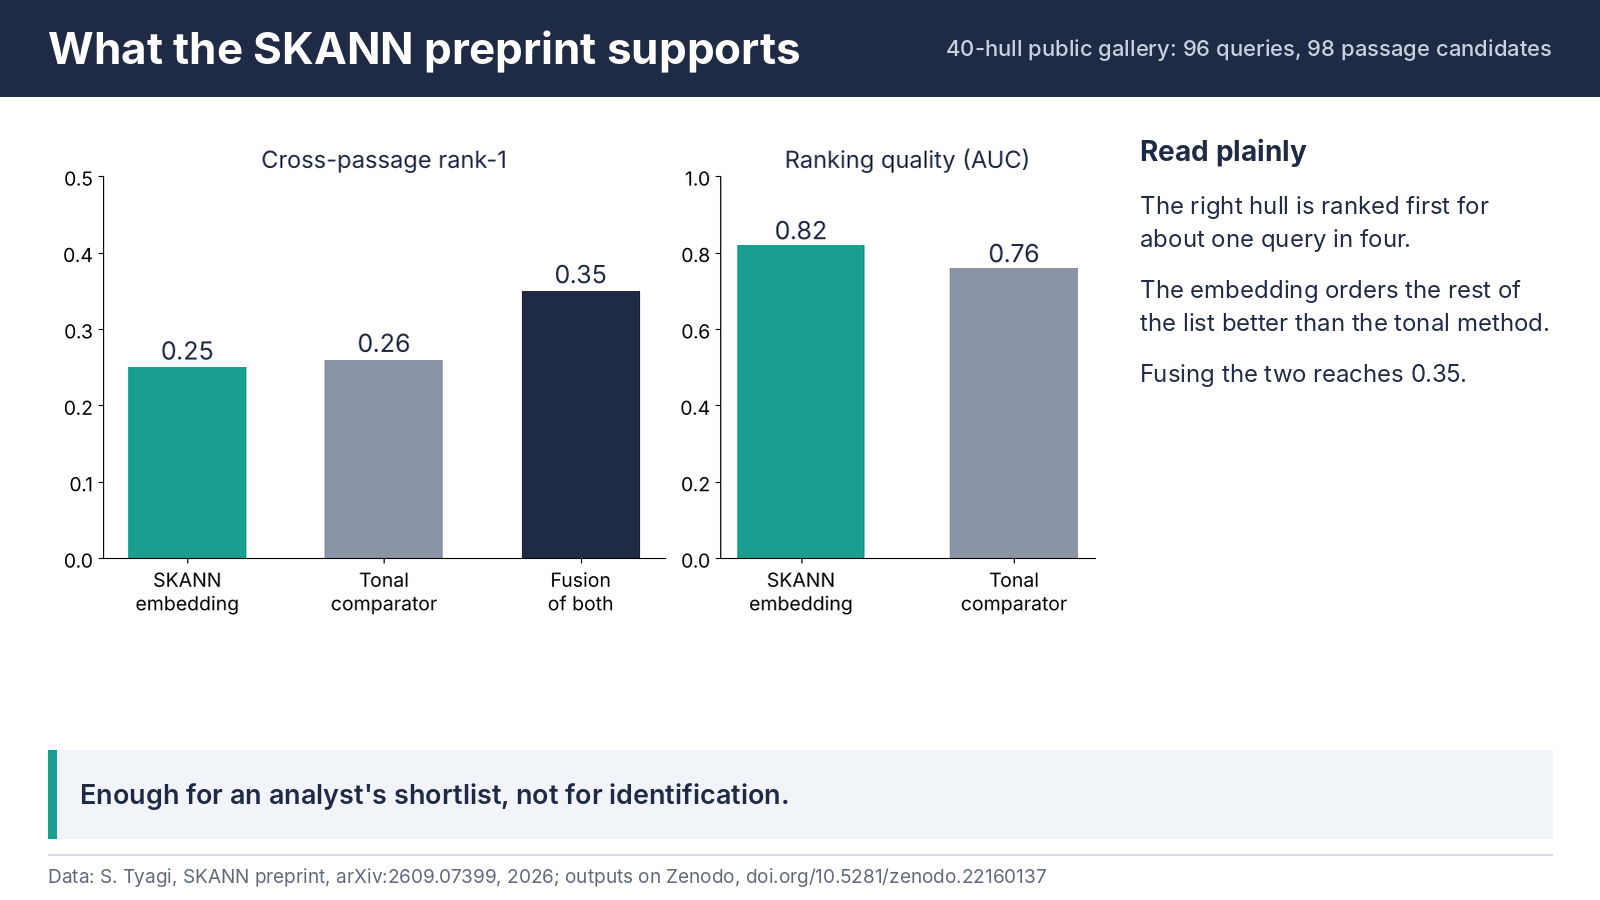 What the SKANN preprint supports
40-hull public gallery: 96 queries, 98 passage candidates
Cross-passage rank-1
0.5
0.4
0.3
0.2
0.1
0.0
0.25
0.26
0.35
SKANN
embedding
Tonal
comparator
Fusion
of both
Ranking quality (AUC)
1.0
0.8
0.6
0.4
0.2
0.0
0.82
0.76
SKANN
embedding
Tonal
comparator
Read plainly
The right hull is ranked first for
about one query in four.
The embedding orders the rest of
the list better than the tonal method.
Fusing the two reaches 0.35.
Enough for an analyst's shortlist, not for identification.
Data: S. Tyagi, SKANN preprint, arXiv:2609.07399, 2026; outputs on Zenodo, doi.org/10.5281/zenodo.22160137